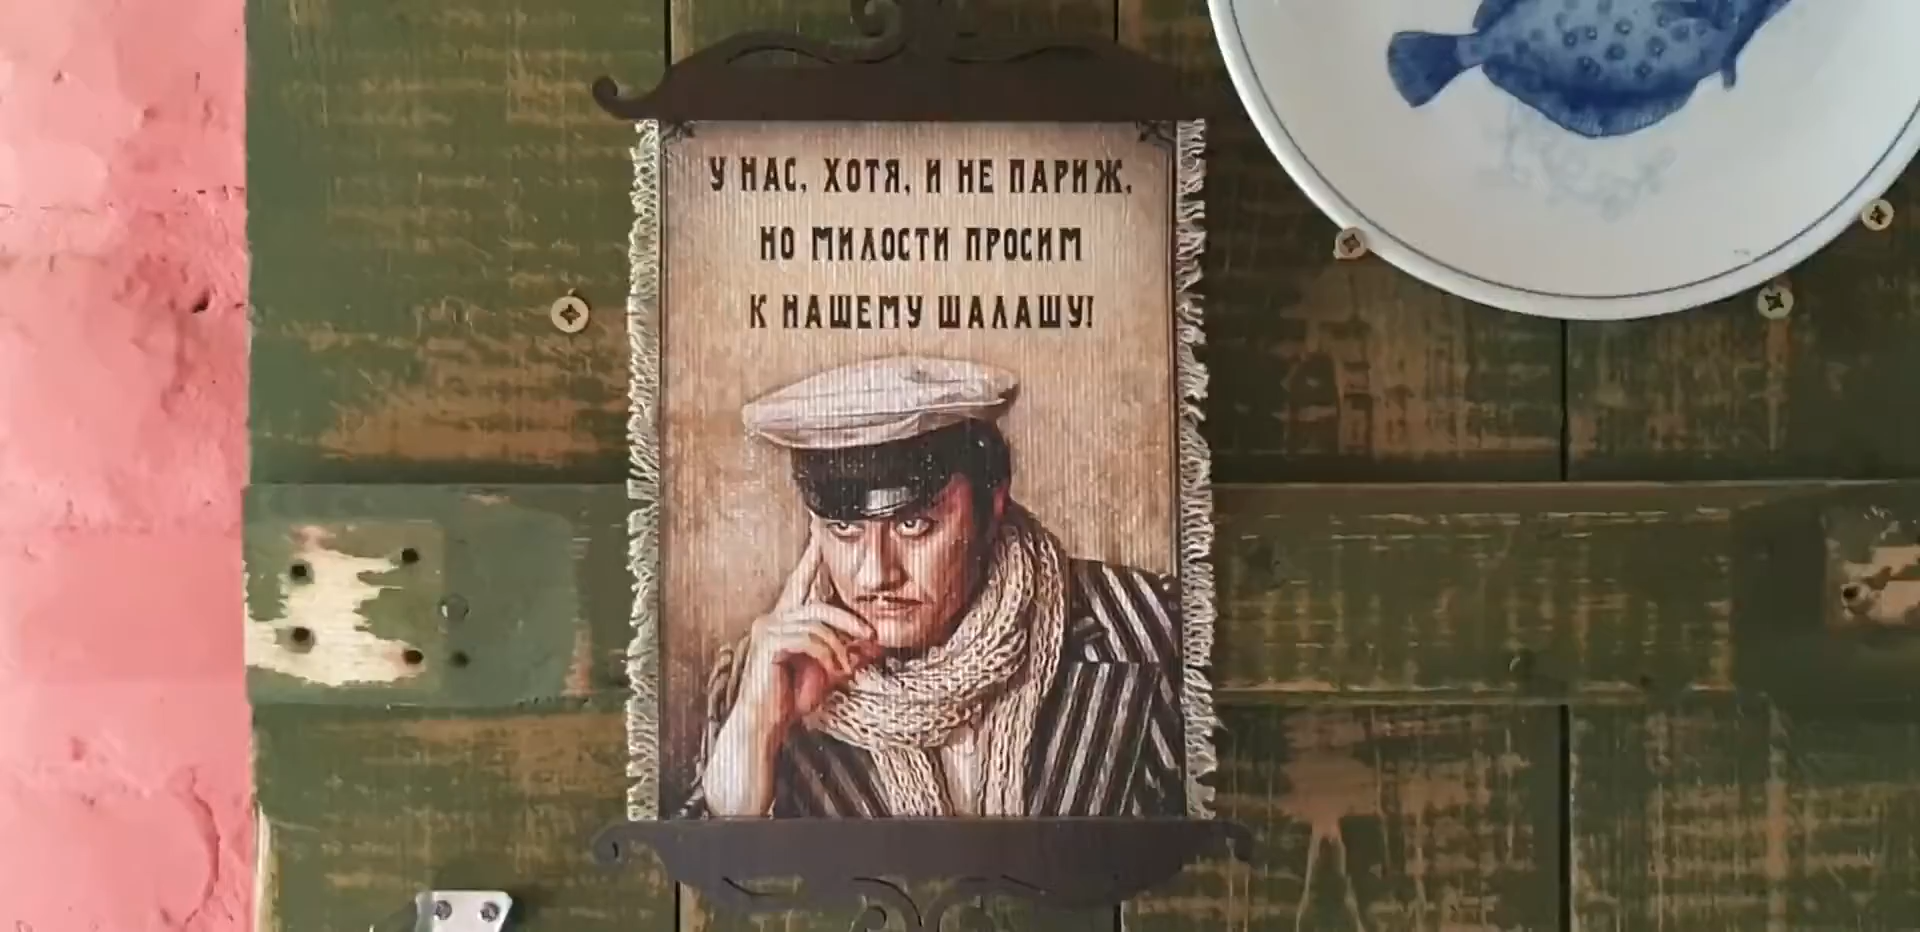 У НАС, ХОТЯ, И НЕ ПАРИЖ,
НО МИЛОСТИ ПРОСИМ
К НАШЕМУ ШАЛАШУ!